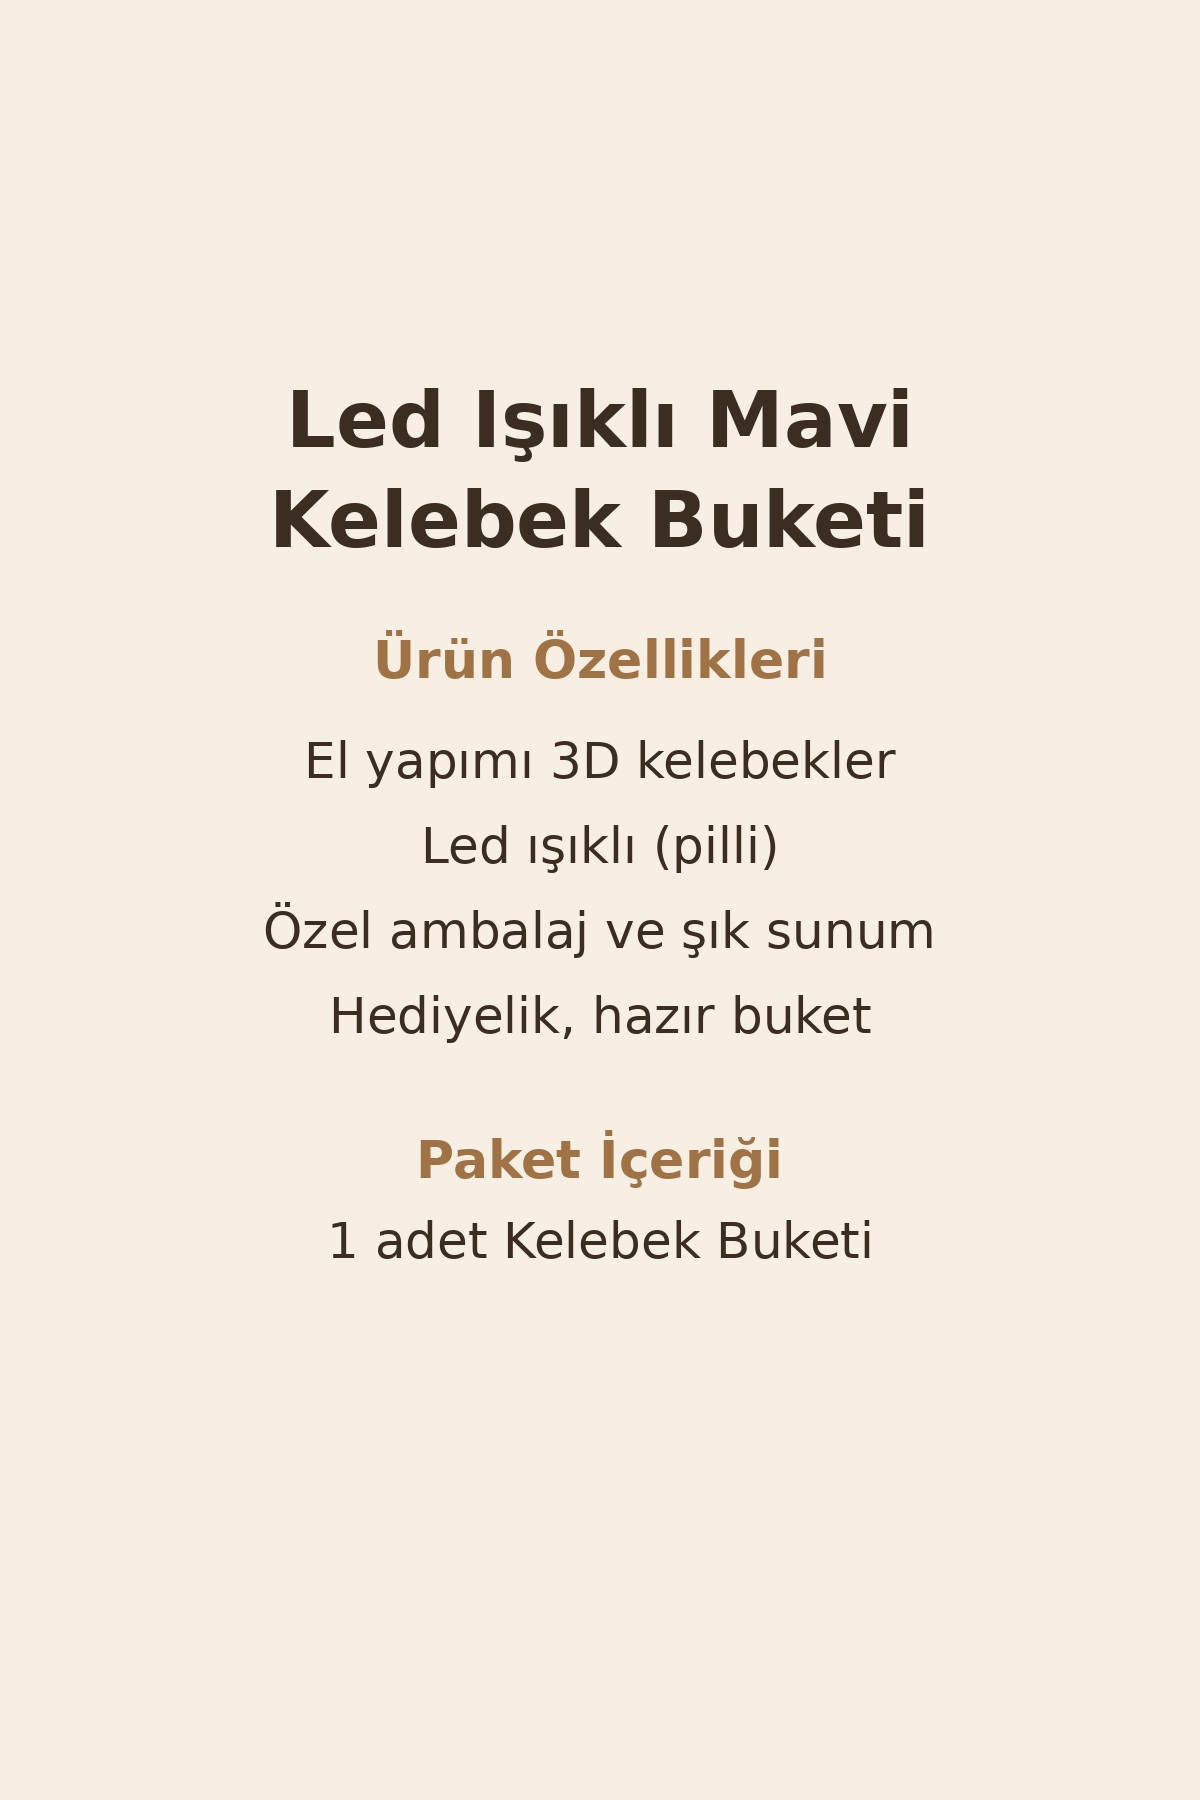 Led Işıklı Mavi
Kelebek Buketi
Ürün Özellikleri
El yapımı 3D kelebekler
Led ışıklı (pilli)
Özel ambalaj ve şık sunum
Hediyelik, hazır buket
Paket İçeriği
1 adet Kelebek Buketi